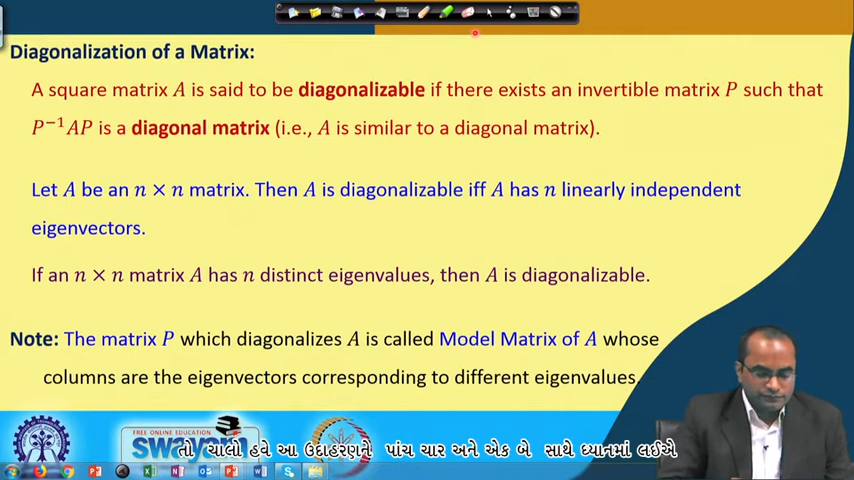 Diagonalization of a Matrix:
A square matrix A is said to be diagonalizable if there exists an invertible matrix P such that
P⁻¹AP is a diagonal matrix (i.e., A is similar to a diagonal matrix).
Let A be an n × n matrix. Then A is diagonalizable iff A has n linearly independent
eigenvectors.
If an n × n matrix A has n distinct eigenvalues, then A is diagonalizable.
Note: The matrix P which diagonalizes A is called Model Matrix of A whose
columns are the eigenvectors corresponding to different eigenvalues.
FREE ONLINE EDUCATION
swayam
તો ચાલો હવે આ ઉદાહરણને પાંચ ચાર અને એક બે સાથે ધ્યાનમાં લઈએ